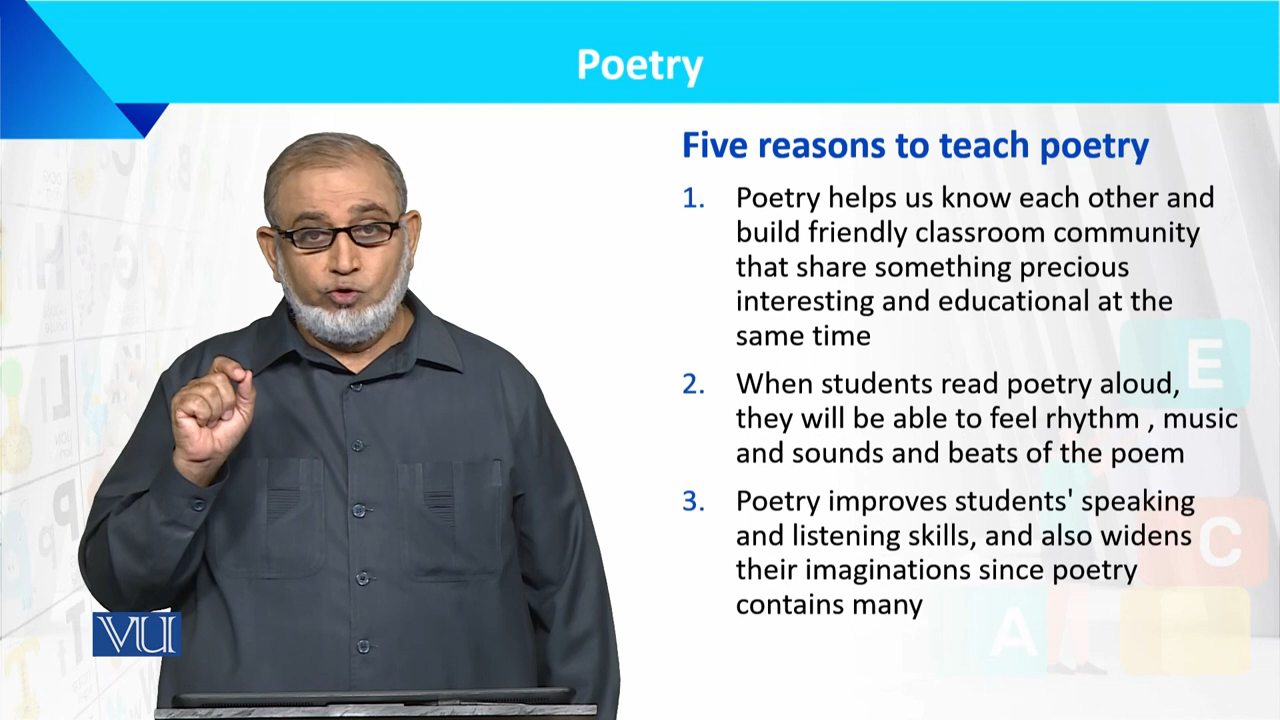 Poetry
Five reasons to teach poetry
1. Poetry helps us know each other and
build friendly classroom community
that share something precious
interesting and educational at the
same time
2. When students read poetry aloud,
they will be able to feel rhythm , music
and sounds and beats of the poem
3. Poetry improves students' speaking
and listening skills, and also widens
their imaginations since poetry
contains many
VU
E
C
A